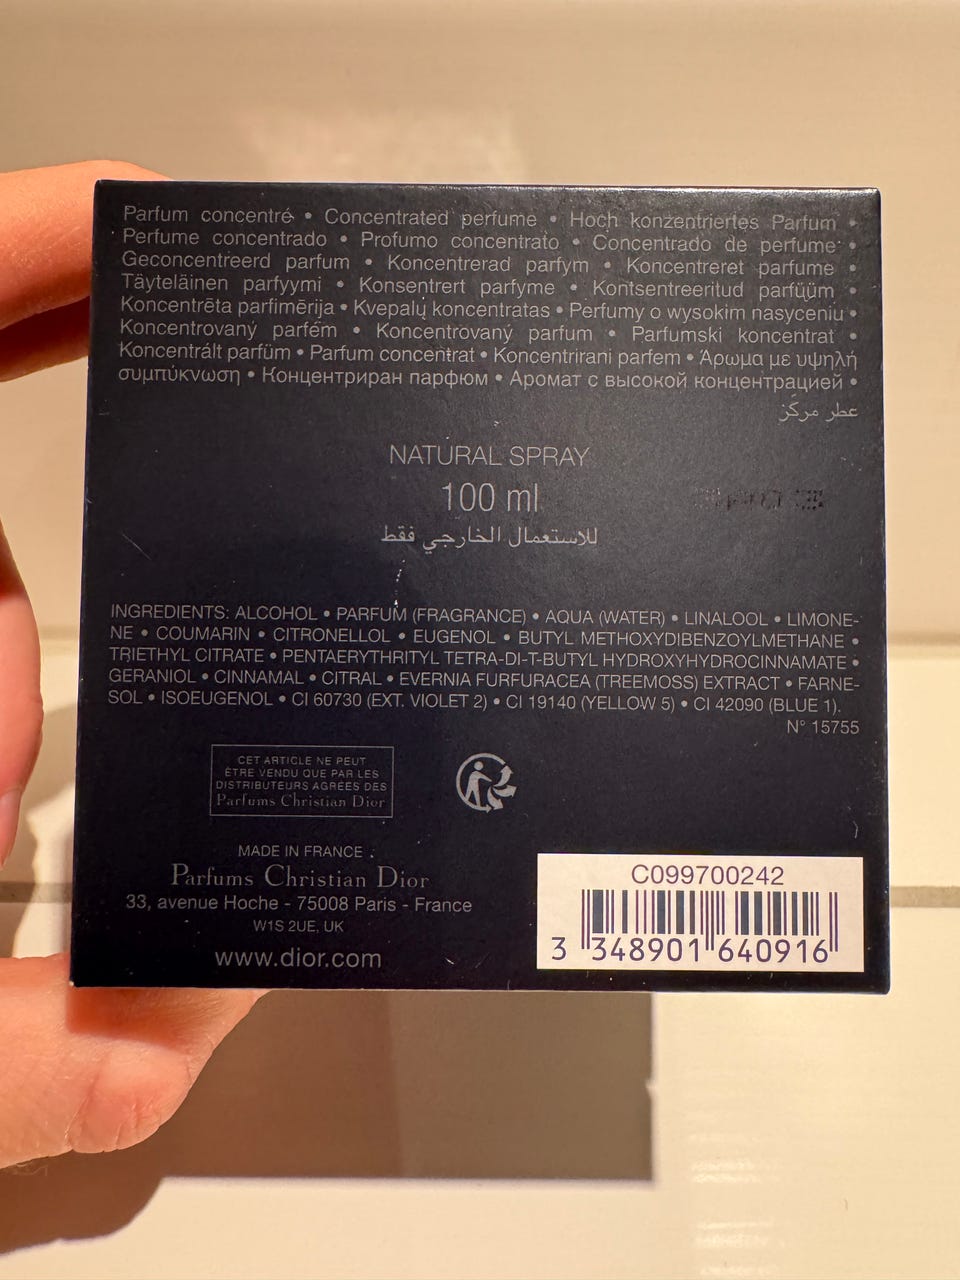 Parfum concentré • Concentrated perfume • Hoch konzentriertes Parfum •
Perfume concentrado • Profumo concentrato • Concentrado de perfume •
Geconcentreerd parfum • Koncentrerad parfym • Koncentreret parfume •
Täyteläinen parfyymi • Konsentrert parfyme • Kontsentreeritud parfüüm •
Koncentrēta parfimērija • Kvepalų koncentratas • Perfumy o wysokim nasyceniu •
Koncentrovaný parfém • Koncentrovaný parfum • Parfumski koncentrat •
Koncentrált parfüm • Parfum concentrat • Koncentrirani parfem • Άρωμα με υψηλή
συμπύκνωση • Концентриран парфюм • Аромат с высокой концентрацией •
عطر مركّز
NATURAL SPRAY
100 ml
للاستعمال الخارجي فقط
INGREDIENTS: ALCOHOL • PARFUM (FRAGRANCE) • AQUA (WATER) • LINALOOL • LIMONE-
NE • COUMARIN • CITRONELLOL • EUGENOL • BUTYL METHOXYDIBENZOYLMETHANE •
TRIETHYL CITRATE • PENTAERYTHRITYL TETRA-DI-T-BUTYL HYDROXYHYDROCINNAMATE •
GERANIOL • CINNAMAL • CITRAL • EVERNIA FURFURACEA (TREEMOSS) EXTRACT • FARNE-
SOL • ISOEUGENOL • CI 60730 (EXT. VIOLET 2) • CI 19140 (YELLOW 5) • CI 42090 (BLUE 1).
N° 15755
CET ARTICLE NE PEUT
ÊTRE VENDU QUE PAR LES
DISTRIBUTEURS AGRÉES DES
Parfums Christian Dior
MADE IN FRANCE
Parfums Christian Dior
33, avenue Hoche - 75008 Paris - France
W1S 2UE, UK
www.dior.com
C099700242
3 348901 640916